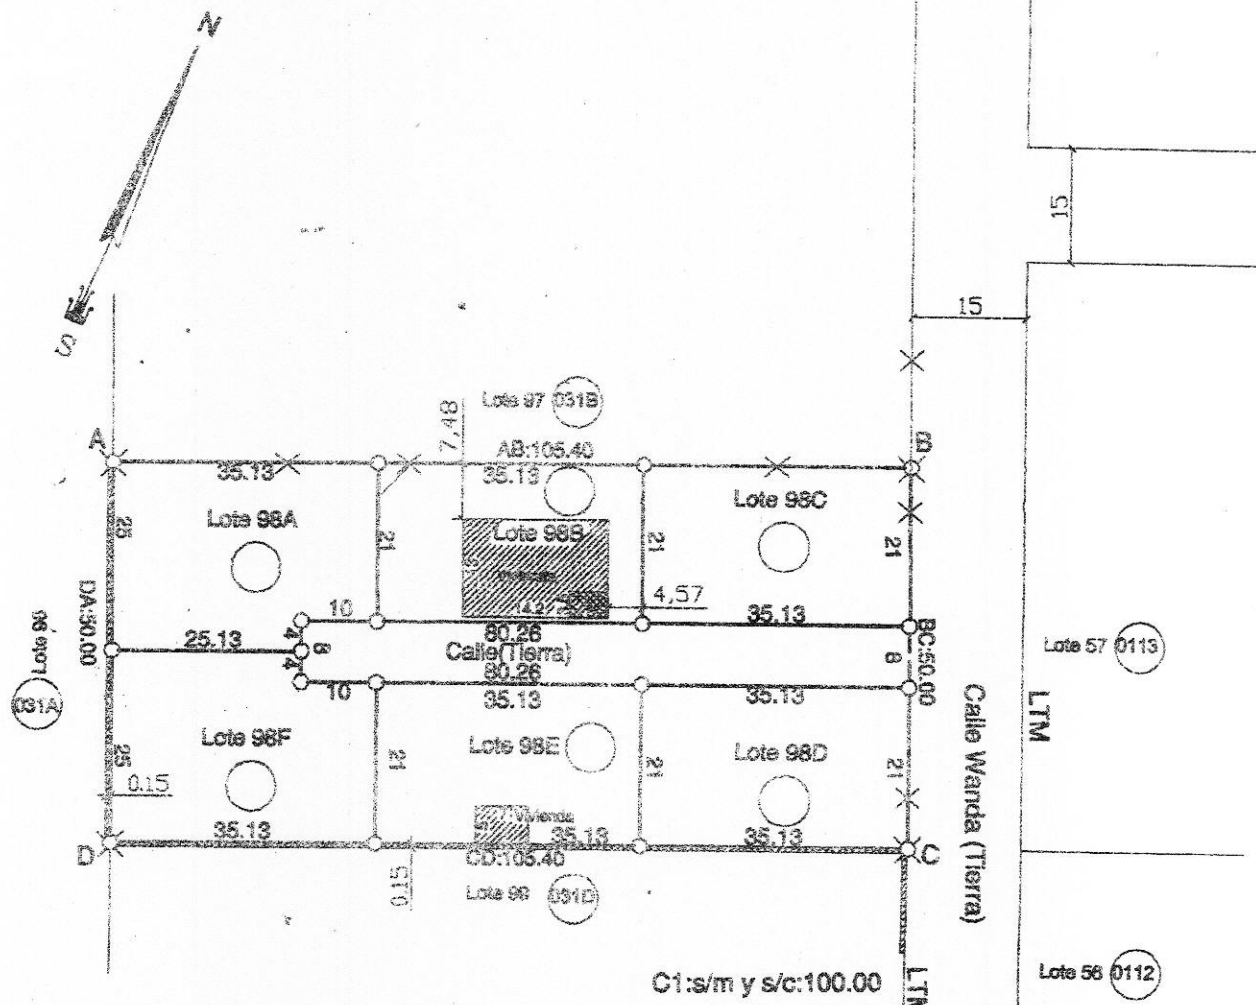 N
S
15
15
Lote 97 031B
7,48
A
AB:105.40
B
35.13
35.13
Lote 98A
Lote 98B
Lote 98C
25
21
21
21
14.27
4,57
10
80.26
35.13
Calle(Tierra)
4
8
4
25.13
DA:50.00
BC:50.00
8
Lote 96
031A
80.26
10
35.13
35.13
Lote 57 0113
LTM
Calle Wanda (Tierra)
Lote 98F
Lote 98E
Lote 98D
25
21
21
0.15
Vivienda
35.13
35.13
35.13
D
C
CD:105.40
0.15
Lote 99 031D
C1:s/m y s/c:100.00
LTM
Lote 56 0112